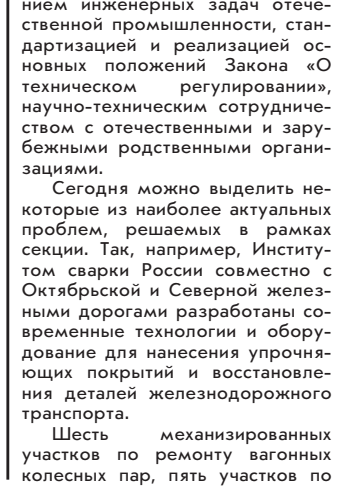 нием инженерных задач отече-
ственной промышленности, стан-
дартизацией и реализацией ос-
новных положений Закона «О
техническом регулировании»,
научно-техническим сотрудниче-
ством с отечественными и зару-
бежными родственными органи-
зациями.
Сегодня можно выделить не-
которые из наиболее актуальных
проблем, решаемых в рамках
секции. Так, например, Институ-
том сварки России совместно с
Октябрьской и Северной желез-
ными дорогами разработаны со-
временные технологии и обору-
дование для нанесения упрочня-
ющих покрытий и восстановле-
ния деталей железнодорожного
транспорта.
Шесть механизированных
участков по ремонту вагонных
колесных пар, пять участков по